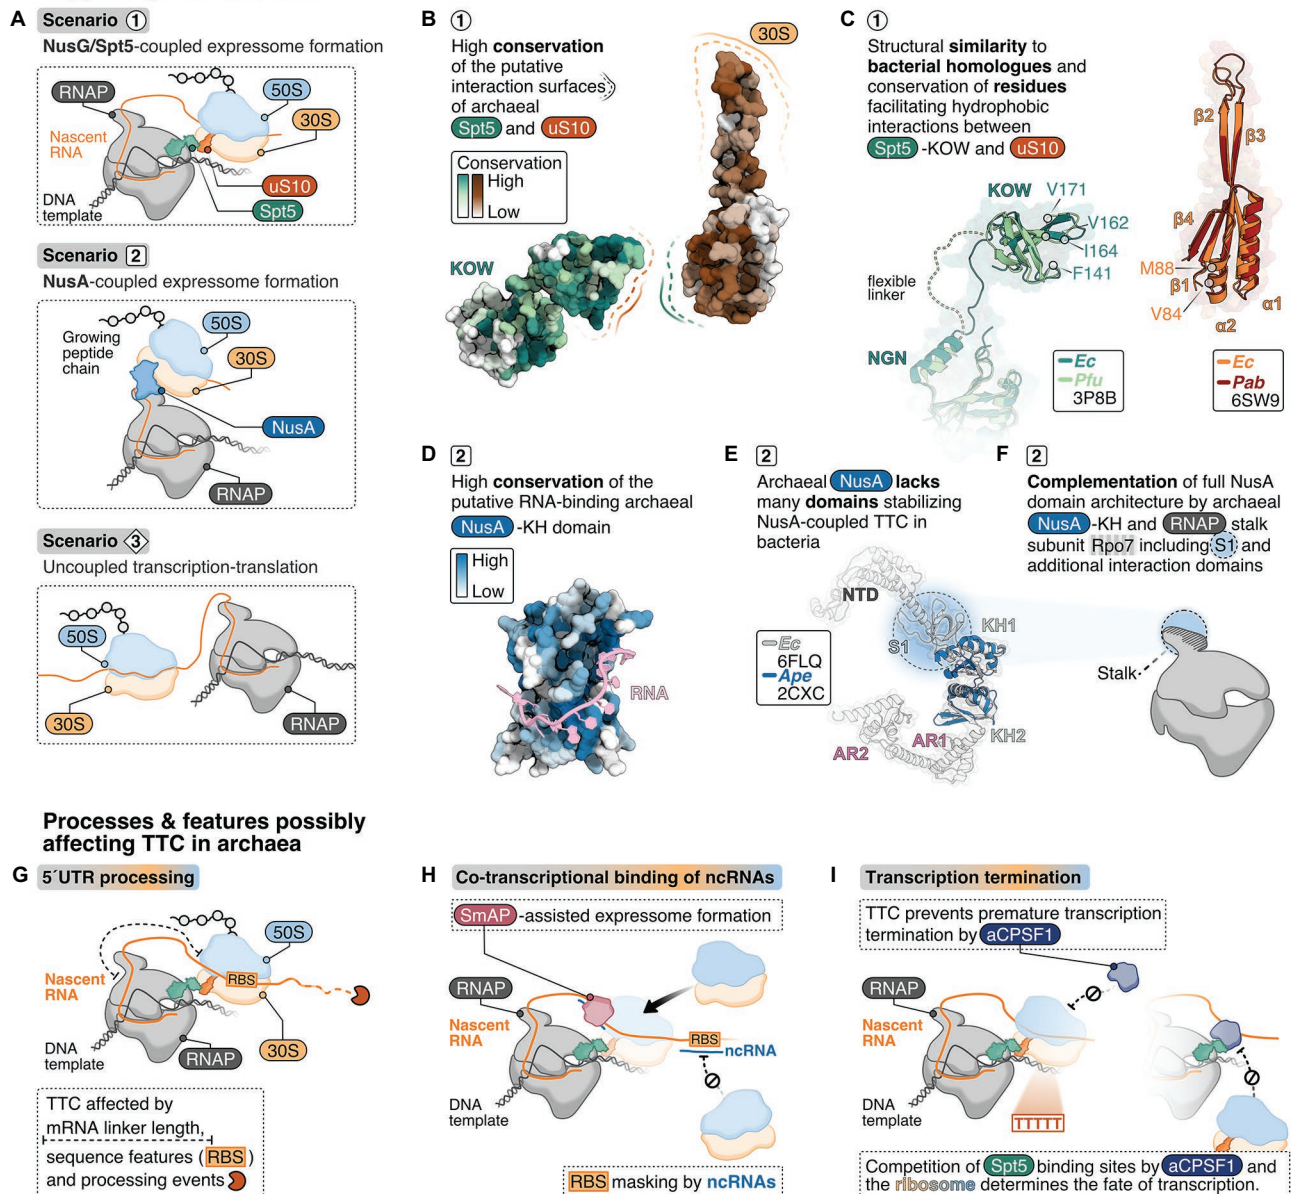 A
Scenario 1
NusG/Spt5-coupled expressome formation
RNAP
50S
30S
Nascent
RNA
uS10
Spt5
DNA
template
Scenario 2
NusA-coupled expressome formation
Growing
peptide
chain
50S
30S
NusA
RNAP
Scenario 3
Uncoupled transcription-translation
50S
30S
RNAP
B 1
High conservation
of the putative
interaction surfaces
of archaeal
Spt5 and uS10
Conservation
High
Low
30S
KOW
C 1
Structural similarity to
bacterial homologues and
conservation of residues
facilitating hydrophobic
interactions between
Spt5 -KOW and uS10
KOW
V171
V162
I164
F141
flexible
linker
NGN
Ec
Pfu
3P8B
β2
β3
β4
M88
β1
V84
α2
α1
Ec
Pab
6SW9
D 2
High conservation of the
putative RNA-binding archaeal
NusA -KH domain
High
Low
RNA
E 2
Archaeal NusA lacks
many domains stabilizing
NusA-coupled TTC in
bacteria
NTD
S1
KH1
Ec
6FLQ
Ape
2CXC
KH2
AR1
AR2
F 2
Complementation of full NusA
domain architecture by archaeal
NusA -KH and RNAP stalk
subunit Rpo7 including S1 and
additional interaction domains
Stalk
Processes & features possibly
affecting TTC in archaea
G 5´UTR processing
50S
Nascent
RNA
RBS
DNA
template
RNAP
30S
TTC affected by
mRNA linker length,
sequence features ( RBS )
and processing events
H Co-transcriptional binding of ncRNAs
SmAP -assisted expressome formation
RNAP
Nascent
RNA
RBS
ncRNA
DNA
template
RBS masking by ncRNAs
I Transcription termination
TTC prevents premature transcription
termination by aCPSF1
RNAP
Nascent
RNA
DNA
template
TTTTT
Competition of Spt5 binding sites by aCPSF1 and
the ribosome determines the fate of transcription.